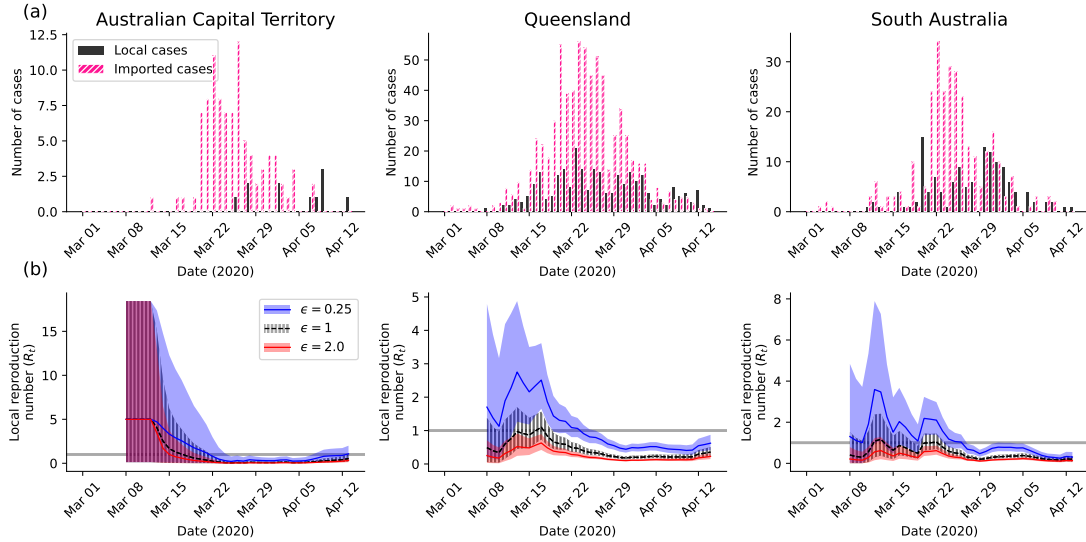 (a)
Australian Capital Territory
Queensland
South Australia
Number of cases
12.5
10.0
7.5
5.0
2.5
0.0
Local cases
Imported cases
Mar 01
Mar 08
Mar 15
Mar 22
Mar 29
Apr 05
Apr 12
Date (2020)
Number of cases
50
40
30
20
10
0
Mar 01
Mar 08
Mar 15
Mar 22
Mar 29
Apr 05
Apr 12
Date (2020)
Number of cases
30
20
10
0
Mar 01
Mar 08
Mar 15
Mar 22
Mar 29
Apr 05
Apr 12
Date (2020)
(b)
Local reproduction
number (Rₜ)
15
10
5
0
ϵ = 0.25
ϵ = 1
ϵ = 2.0
Mar 01
Mar 08
Mar 15
Mar 22
Mar 29
Apr 05
Apr 12
Date (2020)
Local reproduction
number (Rₜ)
5
4
3
2
1
0
Mar 01
Mar 08
Mar 15
Mar 22
Mar 29
Apr 05
Apr 12
Date (2020)
Local reproduction
number (Rₜ)
8
6
4
2
0
Mar 01
Mar 08
Mar 15
Mar 22
Mar 29
Apr 05
Apr 12
Date (2020)